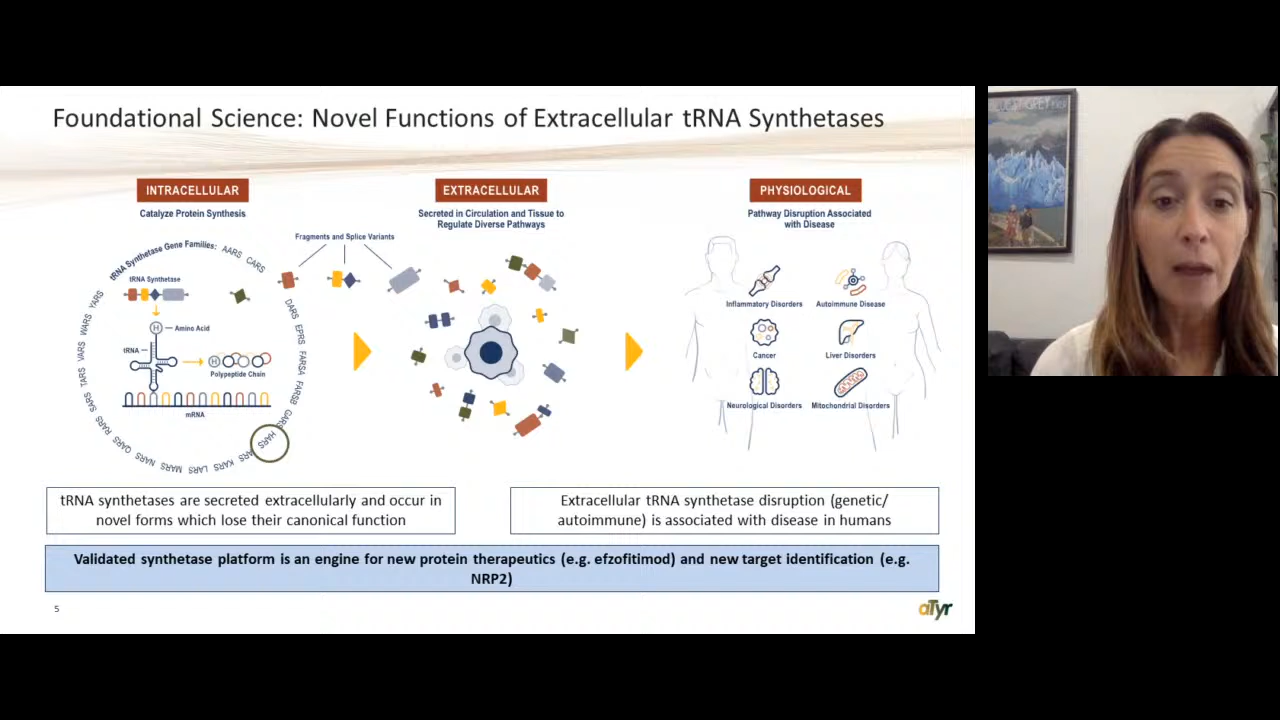 Foundational Science: Novel Functions of Extracellular tRNA Synthetases
INTRACELLULAR
Catalyze Protein Synthesis
tRNA Synthetase Gene Families: AARS CARS
DARS EPRS FARSA FARSB GARS
HARS
KARS LARS MARS NARS QARS RARS SARS TARS VARS WARS YARS
tRNA Synthetase
H
Amino Acid
tRNA
H
Polypeptide Chain
mRNA
Fragments and Splice Variants
EXTRACELLULAR
Secreted in Circulation and Tissue to
Regulate Diverse Pathways
PHYSIOLOGICAL
Pathway Disruption Associated
with Disease
Inflammatory Disorders
Autoimmune Disease
Cancer
Liver Disorders
Neurological Disorders
Mitochondrial Disorders
tRNA synthetases are secreted extracellularly and occur in
novel forms which lose their canonical function
Extracellular tRNA synthetase disruption (genetic/
autoimmune) is associated with disease in humans
Validated synthetase platform is an engine for new protein therapeutics (e.g. efzofitimod) and new target identification (e.g.
NRP2)
5
aTyr